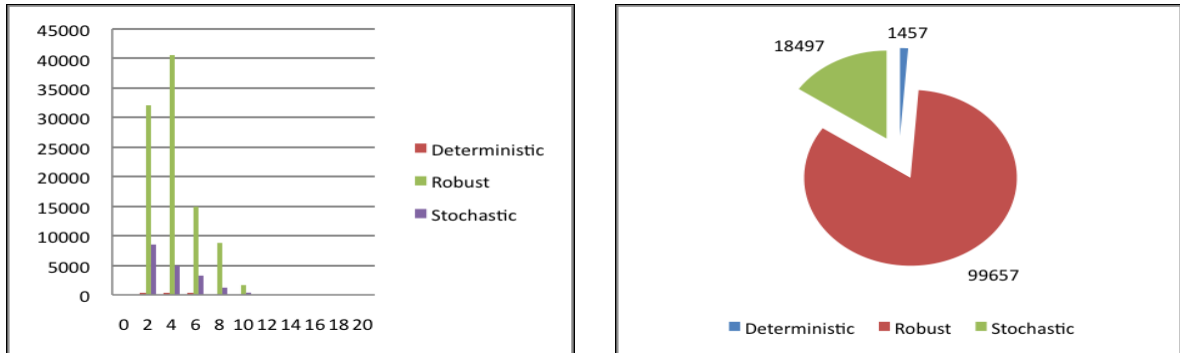 45000
40000
35000
30000
25000
20000
15000
10000
5000
0
0 2 4 6 8 10 12 14 16 18 20
Deterministic
Robust
Stochastic
1457
18497
99657
Deterministic Robust Stochastic